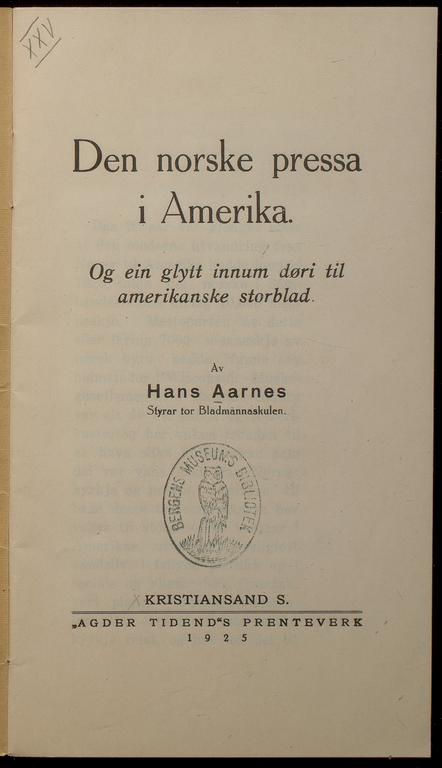 XXV
Den norske pressa
i Amerika.
Og ein glytt innum døri til
amerikanske storblad.
Av
Hans Aarnes
Styrar for Bladmannaskulen.
BERGENS MUSEUMS BIBLIOTEK
KRISTIANSAND S.
„AGDER TIDEND"S PRENTEVERK
1925